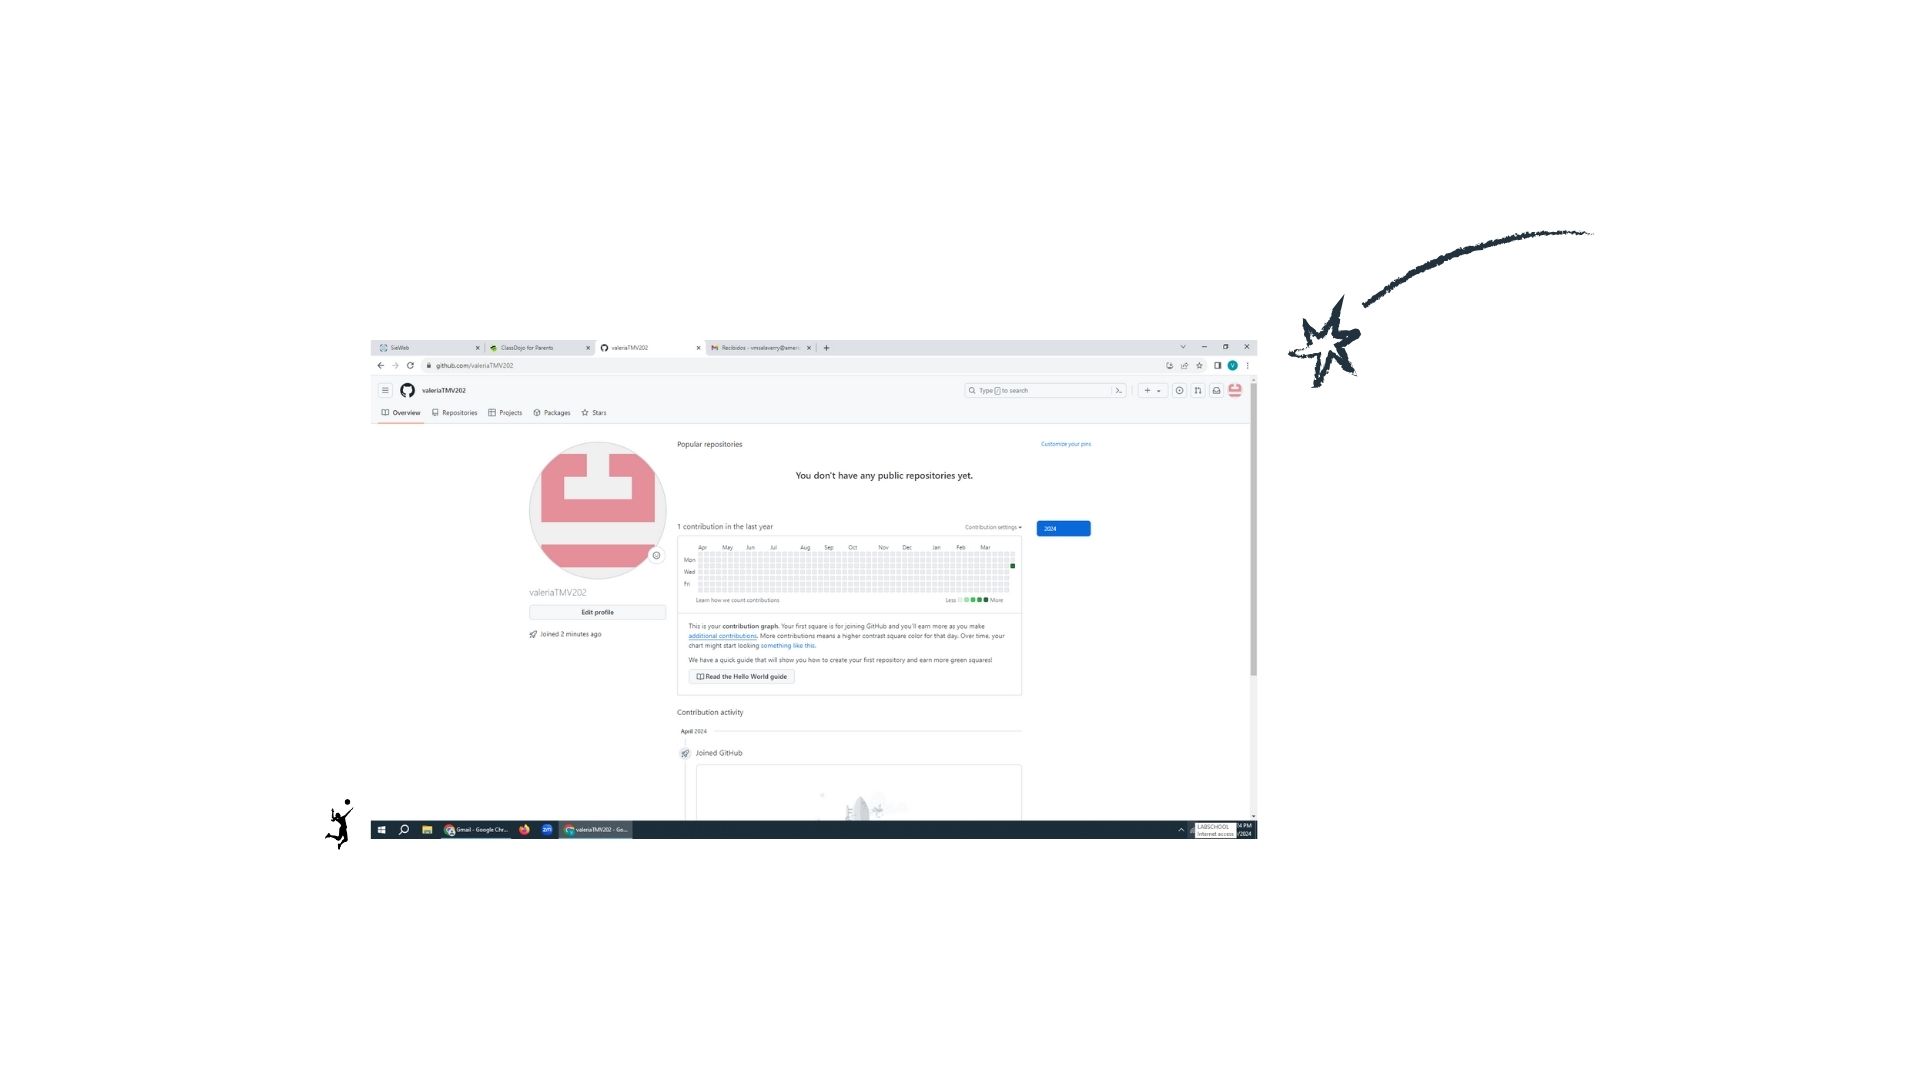 SieWeb
ClassDojo for Parents
valeriaTMV202
Recibidos - vmsalaverry@ameri
github.com/valeriaTMV202
valeriaTMV202
Type / to search
Overview
Repositories
Projects
Packages
Stars
Popular repositories
Customize your pins
You don't have any public repositories yet.
1 contribution in the last year
Contribution settings
2024
Apr May Jun Jul Aug Sep Oct Nov Dec Jan Feb Mar
Mon
Wed
Fri
Learn how we count contributions
Less
More
valeriaTMV202
Edit profile
Joined 2 minutes ago
This is your contribution graph. Your first square is for joining GitHub and you'll earn more as you make
additional contributions. More contributions means a higher contrast square color for that day. Over time, your
chart might start looking something like this.
We have a quick guide that will show you how to create your first repository and earn more green squares!
Read the Hello World guide
Contribution activity
April 2024
Joined GitHub
Gmail - Google Chr...
valeriaTMV202 - Go...
LABSCHOOL
Internet access
4 PM
/2024